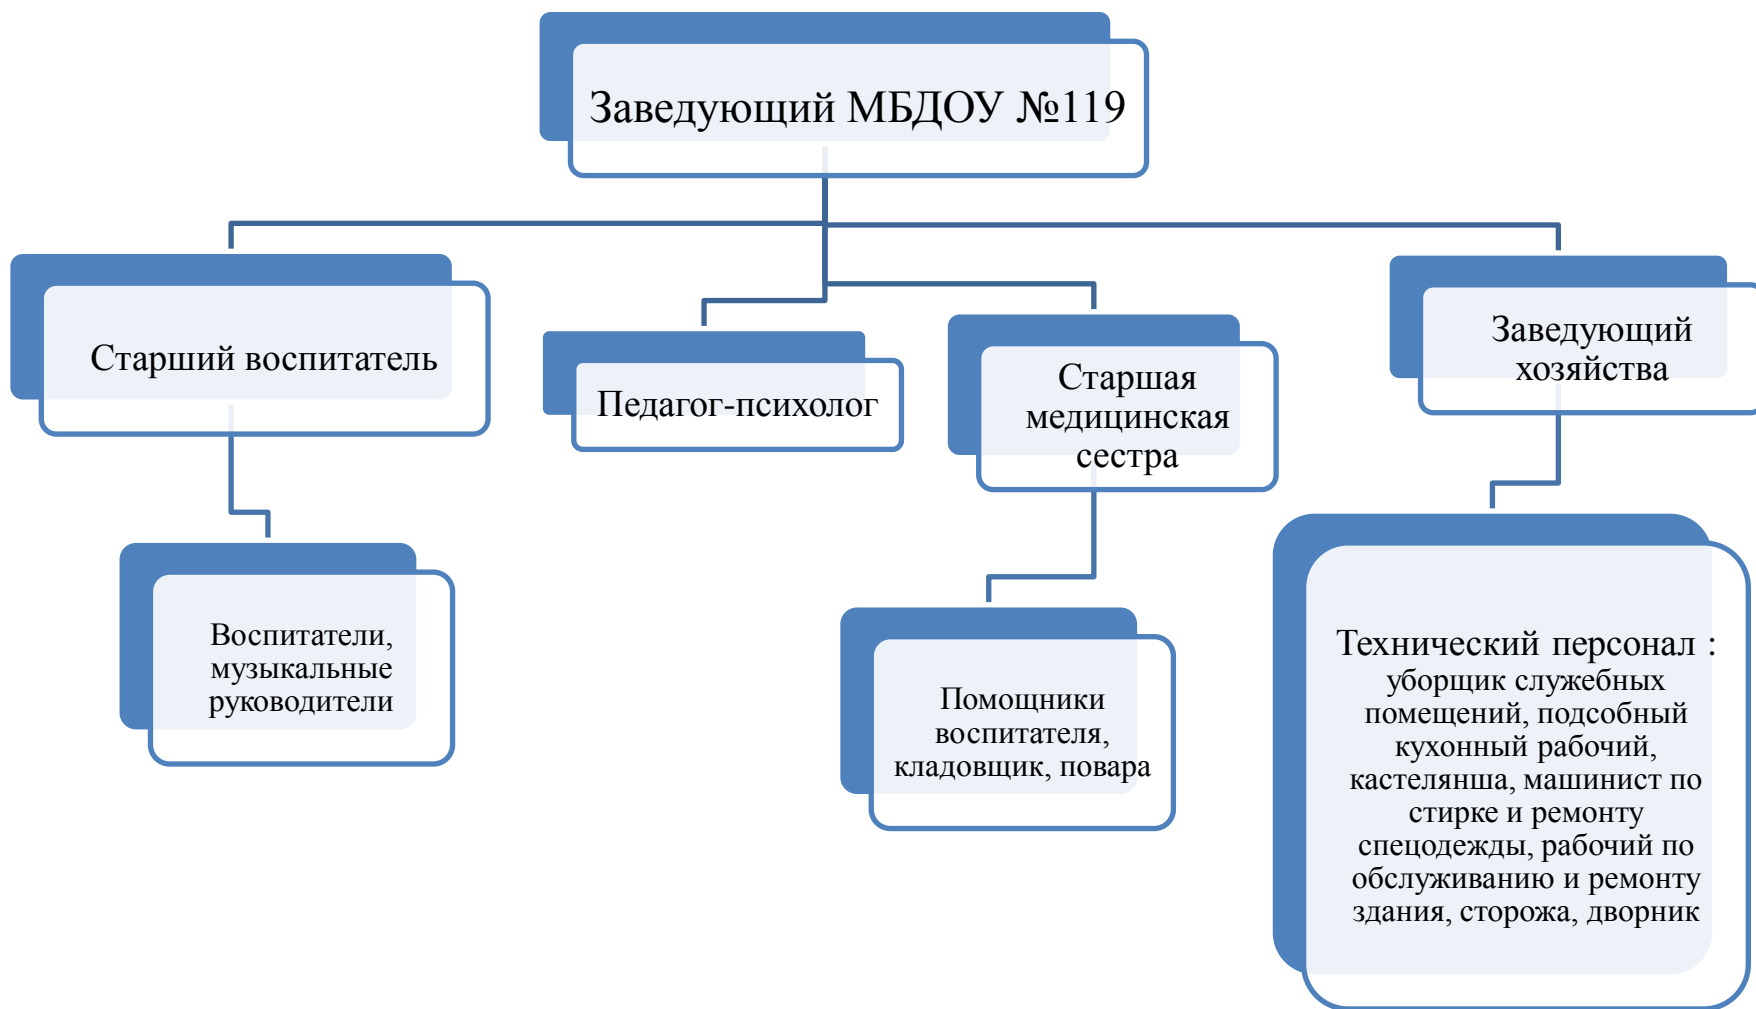 Заведующий МБДОУ №119
Старший воспитатель
Педагог-психолог
Старшая
медицинская
сестра
Заведующий
хозяйства
Воспитатели,
музыкальные
руководители
Помощники
воспитателя,
кладовщик, повара
Технический персонал :
уборщик служебных
помещений, подсобный
кухонный рабочий,
кастелянша, машинист по
стирке и ремонту
спецодежды, рабочий по
обслуживанию и ремонту
здания, сторожа, дворник